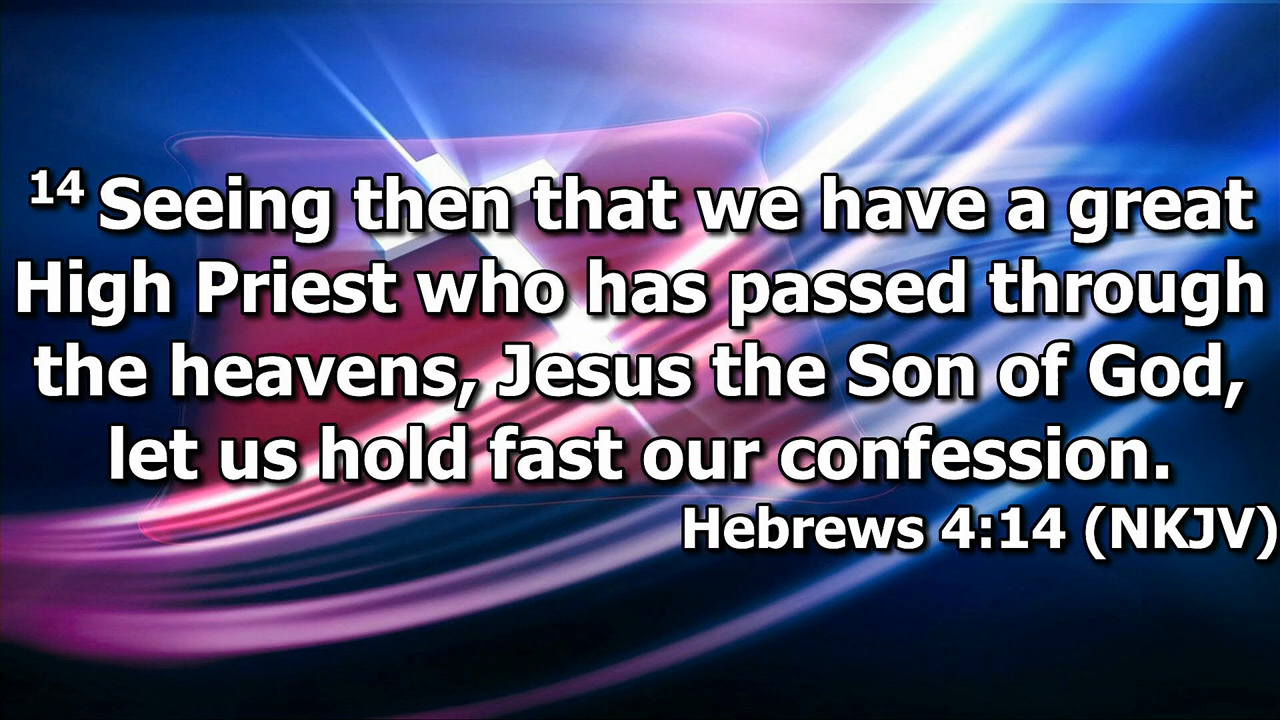 14 Seeing then that we have a great
High Priest who has passed through
the heavens, Jesus the Son of God,
let us hold fast our confession.
Hebrews 4:14 (NKJV)